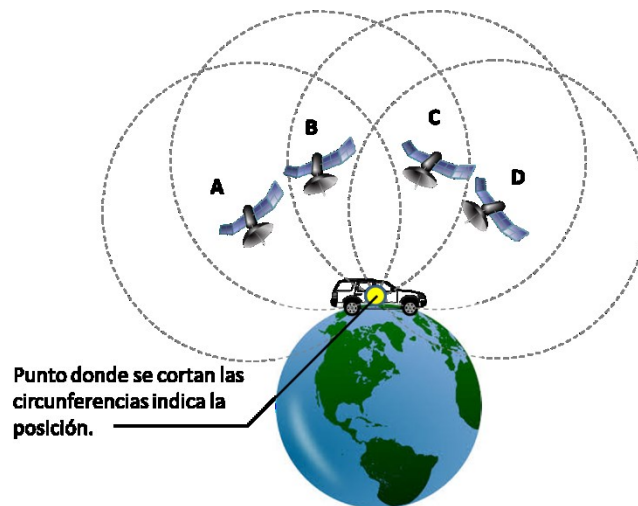 C
B
D
A
Punto donde se cortan las
circunferencias indica la
posición.